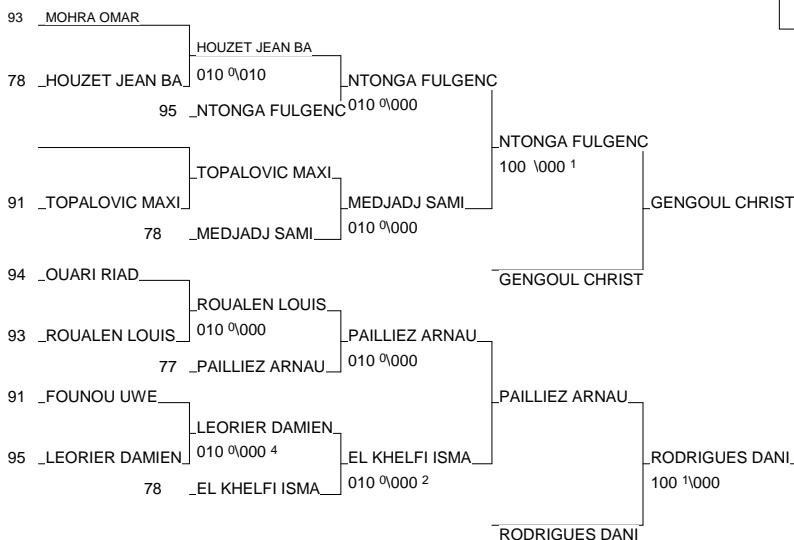 93 MOHRA OMAR
HOUZET JEAN BA
78 HOUZET JEAN BA 010 0\010 NTONGA FULGENC
95 NTONGA FULGENC 010 0\000
NTONGA FULGENC
100 \000 1
TOPALOVIC MAXI
91 TOPALOVIC MAXI MEDJADJ SAMI GENGOUL CHRIST
78 MEDJADJ SAMI 010 0\000
94 OUARI RIAD GENGOUL CHRIST
ROUALEN LOUIS
93 ROUALEN LOUIS 010 0\000 PAILLIEZ ARNAU
77 PAILLIEZ ARNAU 010 0\000
91 FOUNOU UWE PAILLIEZ ARNAU
LEORIER DAMIEN
95 LEORIER DAMIEN 010 0\000 4 EL KHELFI ISMA RODRIGUES DANI
78 EL KHELFI ISMA 010 0\000 2 100 1\000
RODRIGUES DANI